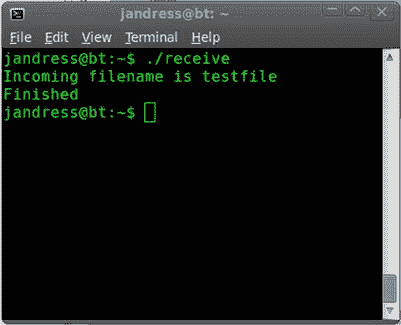 jandress@bt: ~
File Edit View Terminal Help
jandress@bt:~$ ./receive
Incoming filename is testfile
Finished
jandress@bt:~$